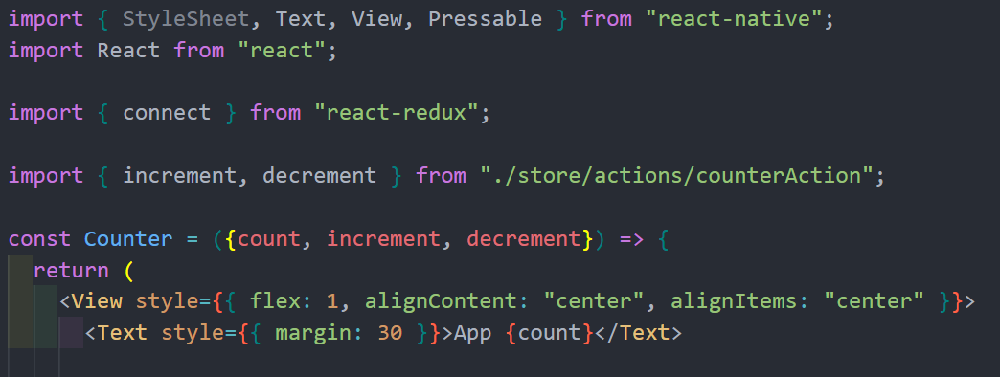 import { StyleSheet, Text, View, Pressable } from "react-native";
import React from "react";
import { connect } from "react-redux";
import { increment, decrement } from "./store/actions/counterAction";
const Counter = ({count, increment, decrement}) => {
return (
<View style={{ flex: 1, alignContent: "center", alignItems: "center" }}>
<Text style={{ margin: 30 }}>App {count}</Text>